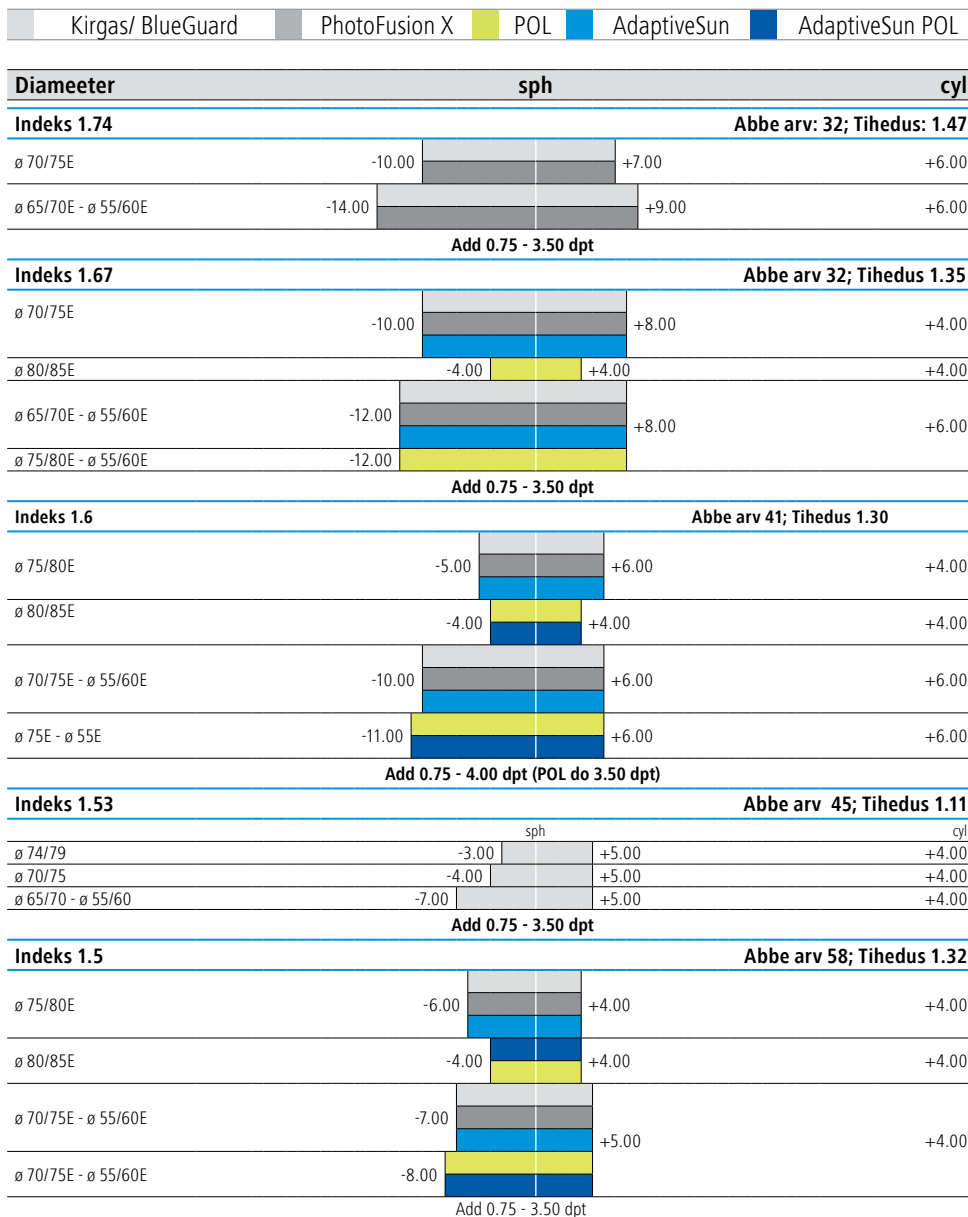 Kirgas/ BlueGuard PhotoFusion X POL AdaptiveSun AdaptiveSun POL
Diameeter sph cyl
Indeks 1.74 Abbe arv: 32; Tihedus: 1.47
ø 70/75E -10.00 +7.00 +6.00
ø 65/70E - ø 55/60E -14.00 +9.00 +6.00
Add 0.75 - 3.50 dpt
Indeks 1.67 Abbe arv 32; Tihedus 1.35
ø 70/75E -10.00 +8.00 +4.00
ø 80/85E -4.00 +4.00 +4.00
ø 65/70E - ø 55/60E -12.00 +8.00 +6.00
ø 75/80E - ø 55/60E -12.00
Add 0.75 - 3.50 dpt
Indeks 1.6 Abbe arv 41; Tihedus 1.30
ø 75/80E -5.00 +6.00 +4.00
ø 80/85E -4.00 +4.00 +4.00
ø 70/75E - ø 55/60E -10.00 +6.00 +6.00
ø 75E - ø 55E -11.00 +6.00 +6.00
Add 0.75 - 4.00 dpt (POL do 3.50 dpt)
Indeks 1.53 Abbe arv 45; Tihedus 1.11
sph cyl
ø 74/79 -3.00 +5.00 +4.00
ø 70/75 -4.00 +5.00 +4.00
ø 65/70 - ø 55/60 -7.00 +5.00 +4.00
Add 0.75 - 3.50 dpt
Indeks 1.5 Abbe arv 58; Tihedus 1.32
ø 75/80E -6.00 +4.00 +4.00
ø 80/85E -4.00 +4.00 +4.00
ø 70/75E - ø 55/60E -7.00 +5.00 +4.00
ø 70/75E - ø 55/60E -8.00
Add 0.75 - 3.50 dpt